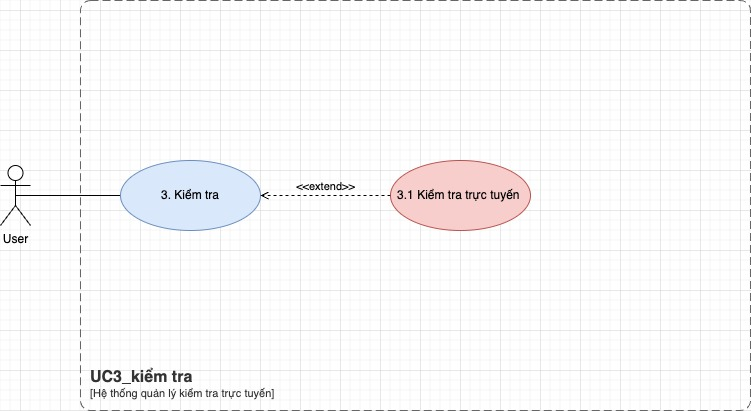 3. Kiểm tra
<<extend>>
3.1 Kiểm tra trực tuyến
User
UC3_kiểm tra
[Hệ thống quản lý kiểm tra trực tuyến]